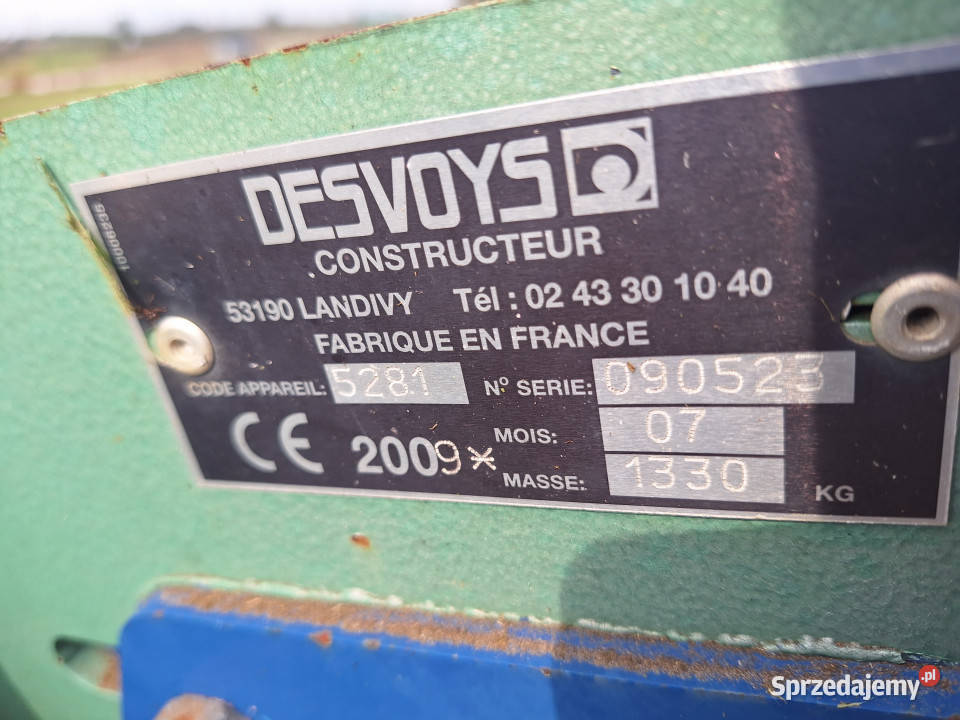 DESVOYS
CONSTRUCTEUR
53190 LANDIVY Tél : 02 43 30 10 40
FABRIQUE EN FRANCE
CODE APPAREIL: 5281 N° SERIE: 090523
CE 2009* MOIS: 07
MASSE: 1330 KG
10006235
Sprzedajemy.pl